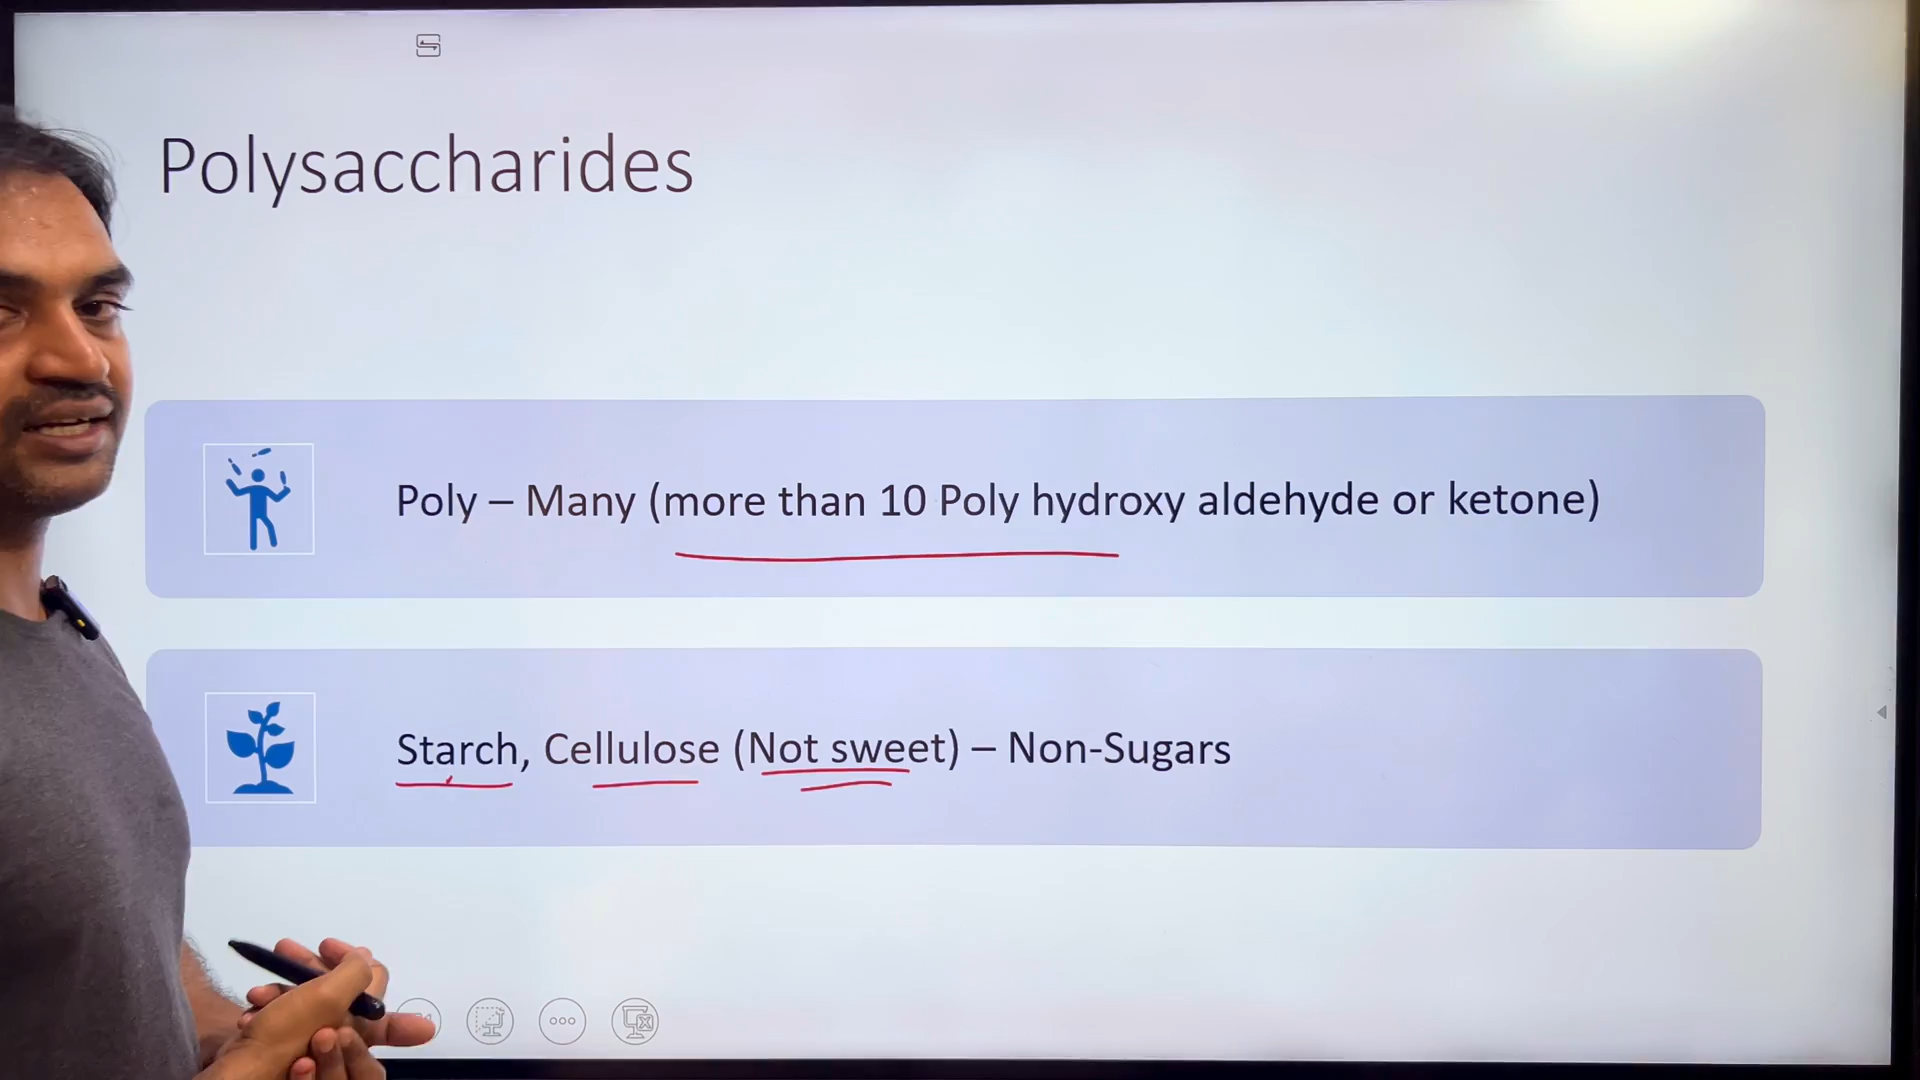 Polysaccharides
Poly – Many (more than 10 Poly hydroxy aldehyde or ketone)
Starch, Cellulose (Not sweet) – Non-Sugars